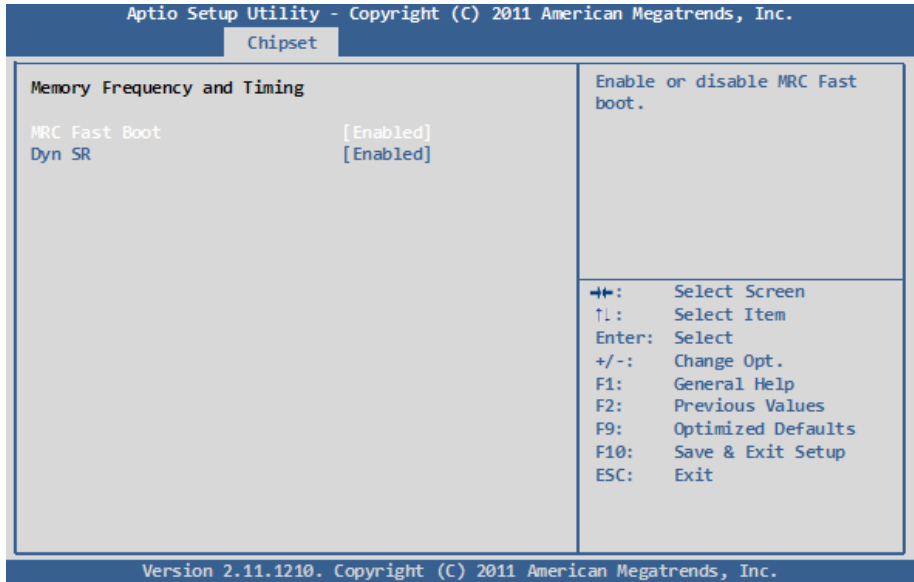 Aptio Setup Utility - Copyright (C) 2011 American Megatrends, Inc.
Chipset
Memory Frequency and Timing
MRC Fast Boot [Enabled]
Dyn SR [Enabled]
Enable or disable MRC Fast
boot.
→←: Select Screen
↑↓: Select Item
Enter: Select
+/-: Change Opt.
F1: General Help
F2: Previous Values
F9: Optimized Defaults
F10: Save & Exit Setup
ESC: Exit
Version 2.11.1210. Copyright (C) 2011 American Megatrends, Inc.